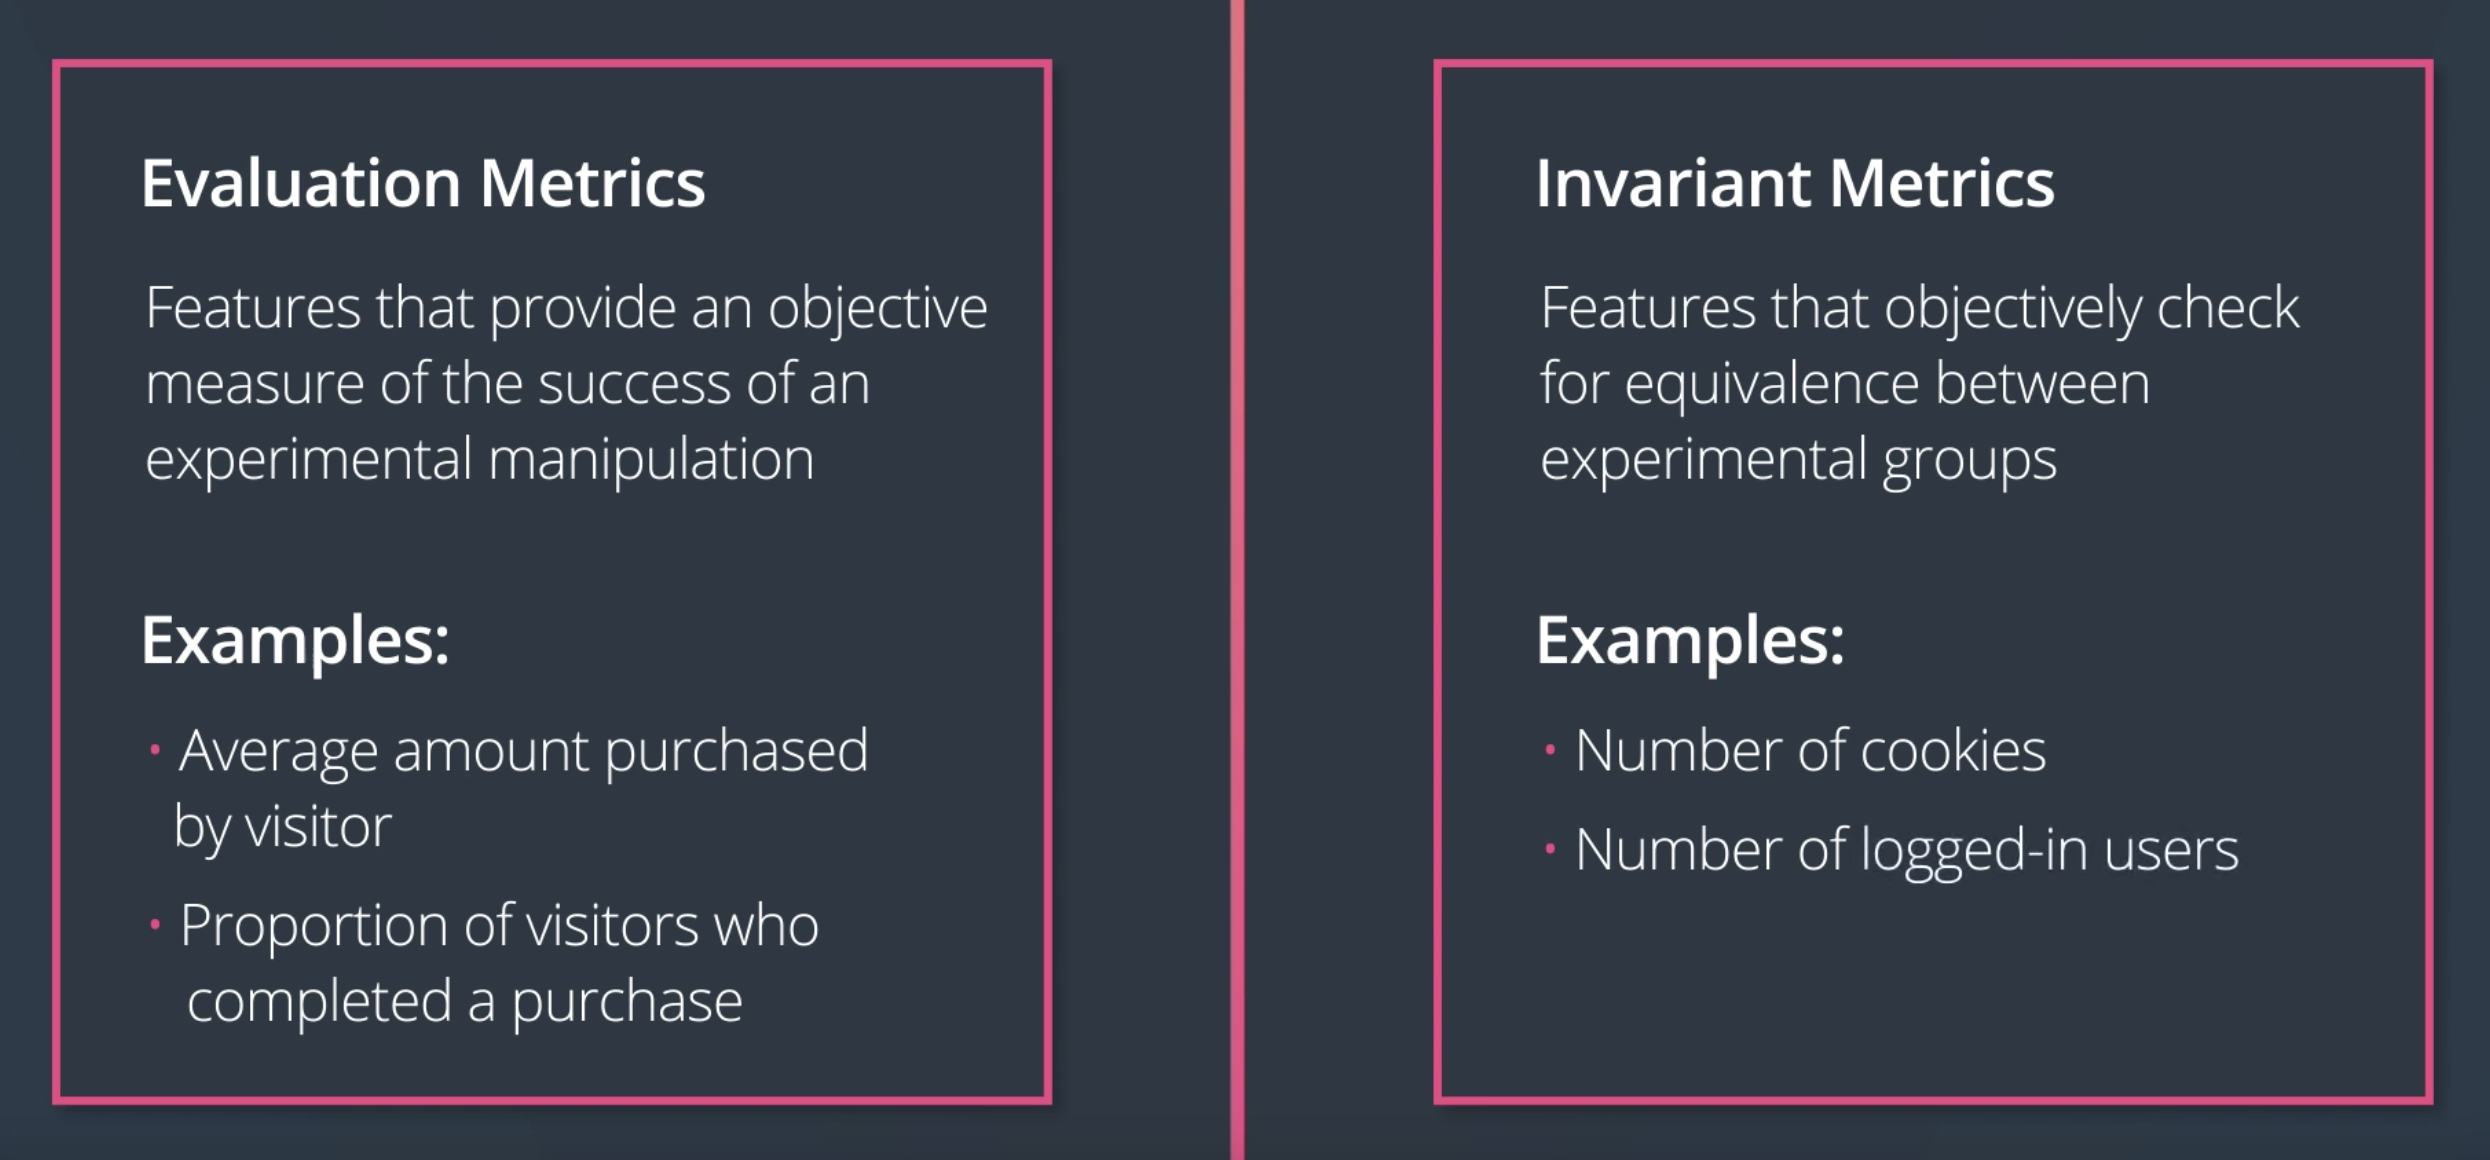 Evaluation Metrics
Features that provide an objective
measure of the success of an
experimental manipulation
Examples:
• Average amount purchased
by visitor
• Proportion of visitors who
completed a purchase
Invariant Metrics
Features that objectively check
for equivalence between
experimental groups
Examples:
• Number of cookies
• Number of logged-in users